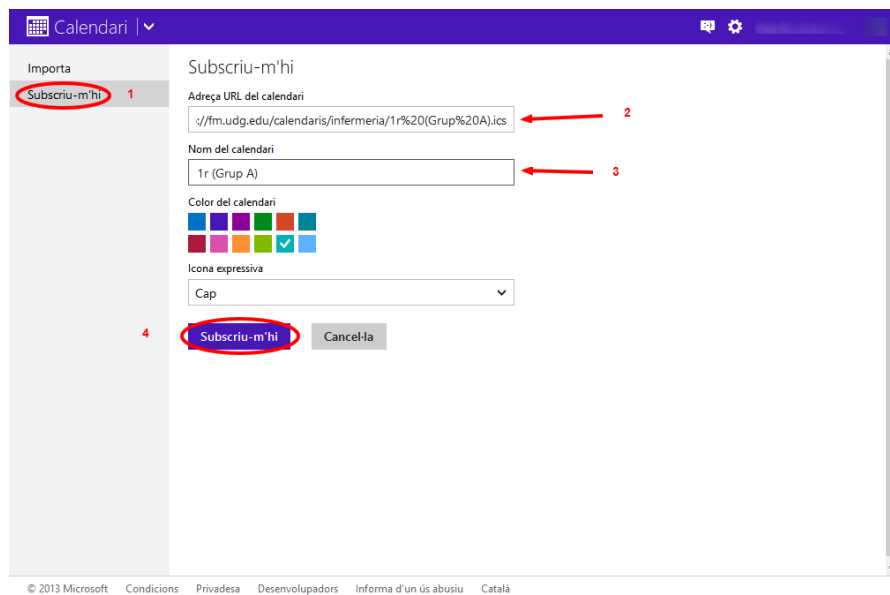 Calendari
Importa
Subscriu-m'hi 1
Subscriu-m'hi
Adreça URL del calendari
://fm.udg.edu/calendaris/infermeria/1r%20(Grup%20A).ics
2
Nom del calendari
1r (Grup A)
3
Color del calendari
Icona expressiva
Cap
4
Subscriu-m'hi Cancel·la
© 2013 Microsoft Condicions Privadesa Desenvolupadors Informa d'un ús abusiu Català